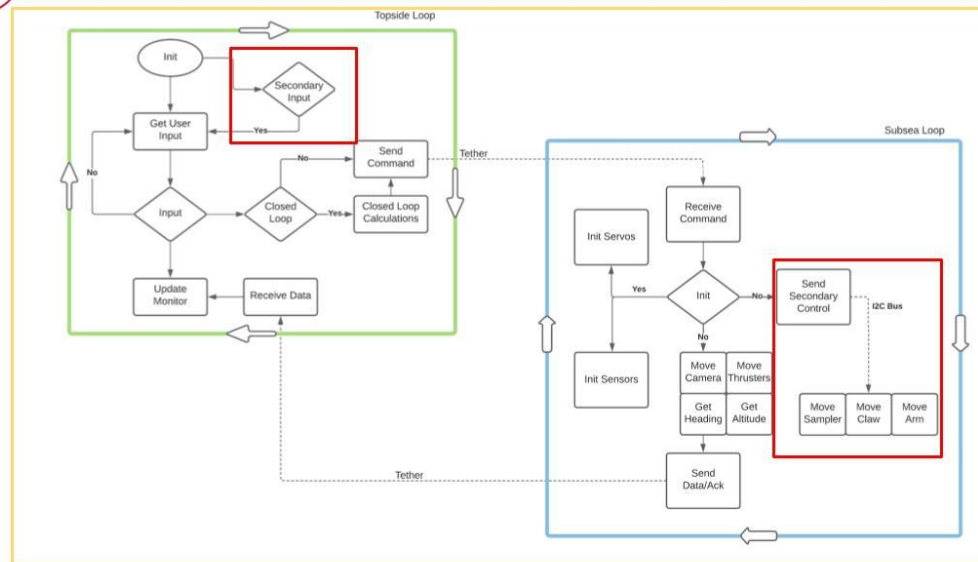 Topside Loop
Init
Secondary
Input
Get User
Input
Yes
No
Send
Command
Tether
No
Input
Closed
Loop
Yes
Closed Loop
Calculations
Update
Monitor
Receive Data
Subsea Loop
Receive
Command
Init Servos
Yes
Init
No
Send
Secondary
Control
I2C Bus
No
Init Sensors
Move
Camera
Move
Thrusters
Get
Heading
Get
Altitude
Move
Sampler
Move
Claw
Move
Arm
Tether
Send
Data/Ack